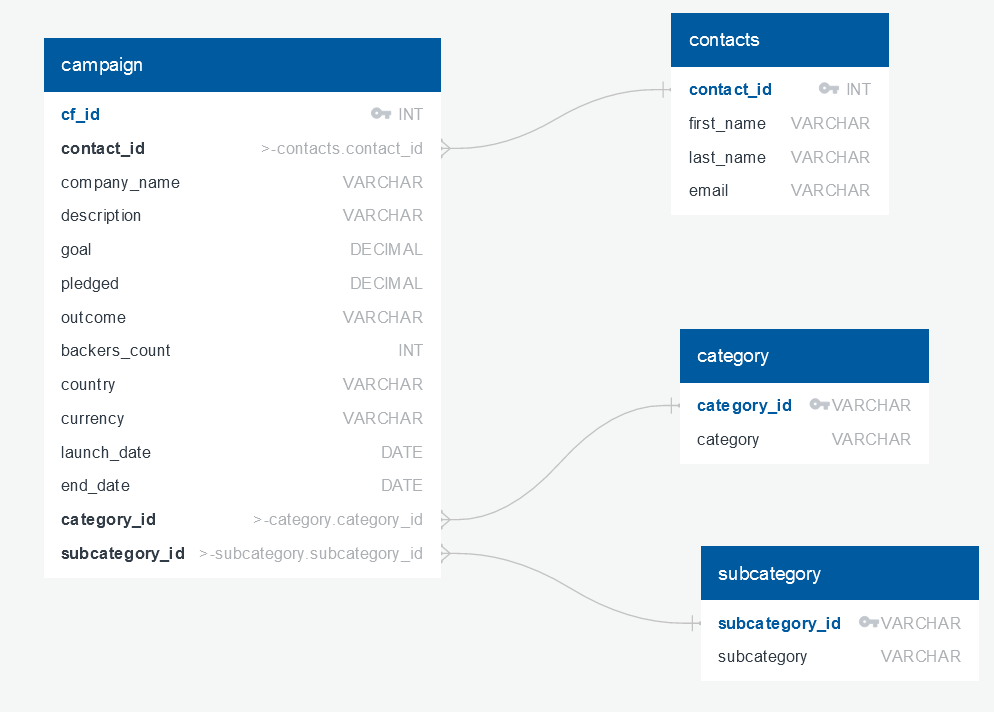 campaign
cf_id INT
contact_id >-contacts.contact_id
company_name VARCHAR
description VARCHAR
goal DECIMAL
pledged DECIMAL
outcome VARCHAR
backers_count INT
country VARCHAR
currency VARCHAR
launch_date DATE
end_date DATE
category_id >-category.category_id
subcategory_id >-subcategory.subcategory_id
contacts
contact_id INT
first_name VARCHAR
last_name VARCHAR
email VARCHAR
category
category_id VARCHAR
category VARCHAR
subcategory
subcategory_id VARCHAR
subcategory VARCHAR